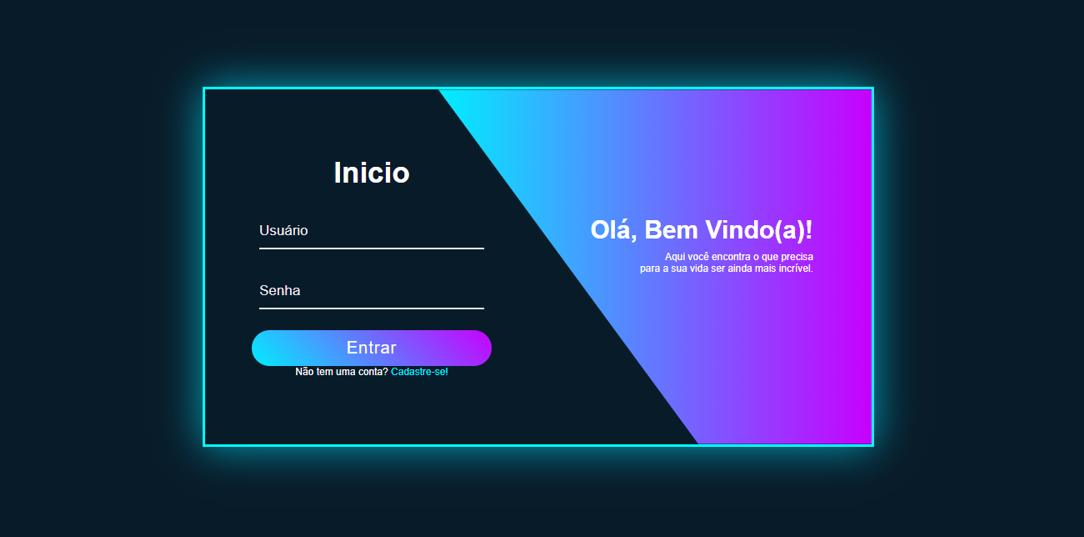 Inicio
Usuário
Senha
Entrar
Não tem uma conta? Cadastre-se!
Olá, Bem Vindo(a)!
Aqui você encontra o que precisa
para a sua vida ser ainda mais incrível.